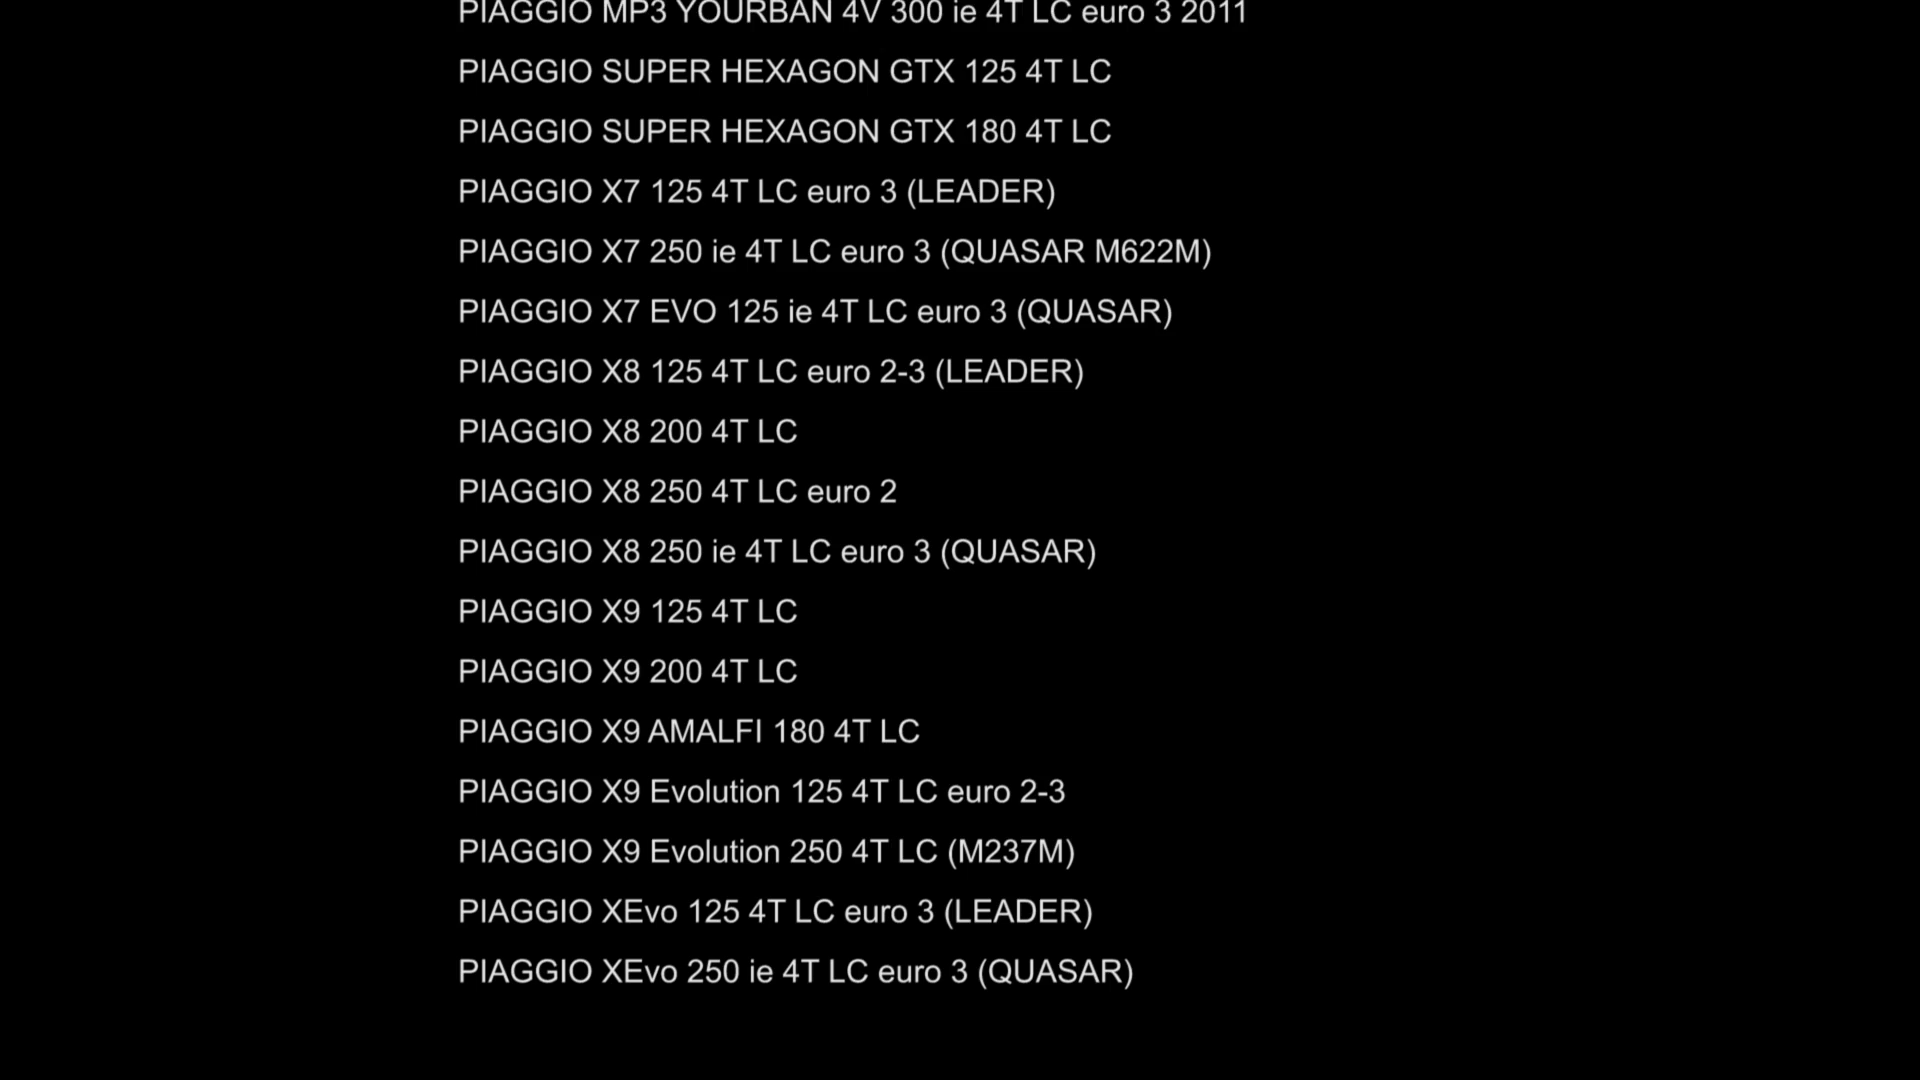 PIAGGIO MP3 YOURBAN 4V 300 ie 4T LC euro 3 2011
PIAGGIO SUPER HEXAGON GTX 125 4T LC
PIAGGIO SUPER HEXAGON GTX 180 4T LC
PIAGGIO X7 125 4T LC euro 3 (LEADER)
PIAGGIO X7 250 ie 4T LC euro 3 (QUASAR M622M)
PIAGGIO X7 EVO 125 ie 4T LC euro 3 (QUASAR)
PIAGGIO X8 125 4T LC euro 2-3 (LEADER)
PIAGGIO X8 200 4T LC
PIAGGIO X8 250 4T LC euro 2
PIAGGIO X8 250 ie 4T LC euro 3 (QUASAR)
PIAGGIO X9 125 4T LC
PIAGGIO X9 200 4T LC
PIAGGIO X9 AMALFI 180 4T LC
PIAGGIO X9 Evolution 125 4T LC euro 2-3
PIAGGIO X9 Evolution 250 4T LC (M237M)
PIAGGIO XEvo 125 4T LC euro 3 (LEADER)
PIAGGIO XEvo 250 ie 4T LC euro 3 (QUASAR)